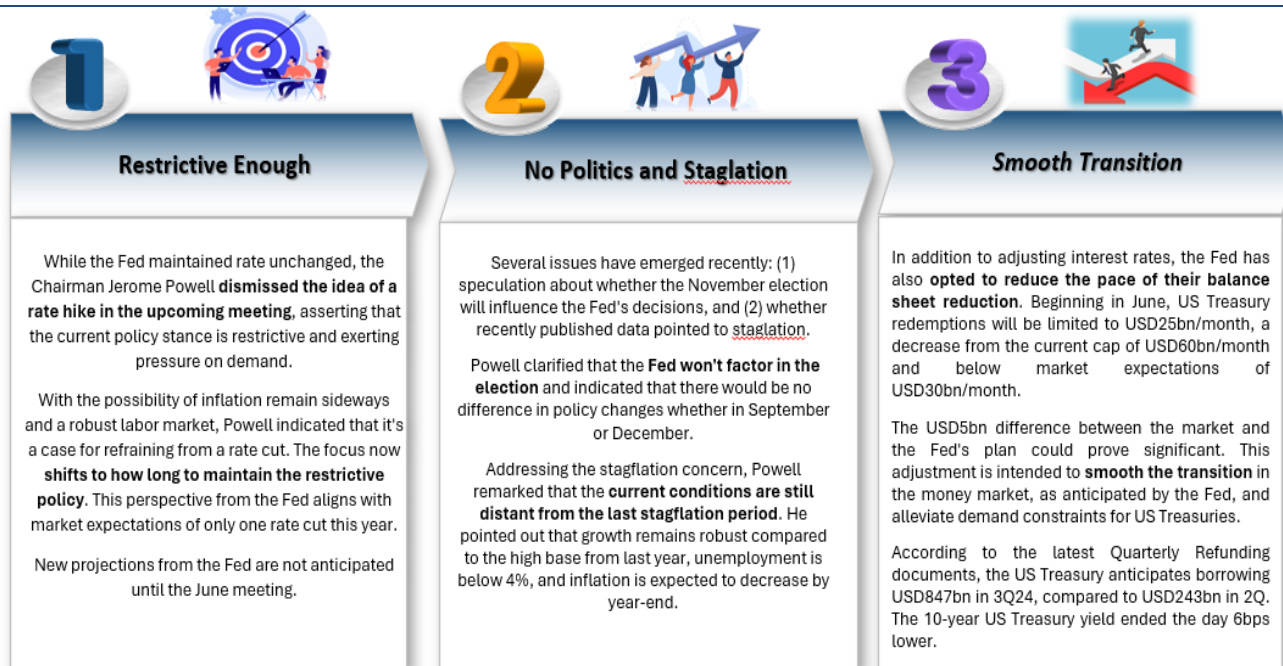 1
Restrictive Enough
While the Fed maintained rate unchanged, the
Chairman Jerome Powell dismissed the idea of a
rate hike in the upcoming meeting, asserting that
the current policy stance is restrictive and exerting
pressure on demand.
With the possibility of inflation remain sideways
and a robust labor market, Powell indicated that it's
a case for refraining from a rate cut. The focus now
shifts to how long to maintain the restrictive
policy. This perspective from the Fed aligns with
market expectations of only one rate cut this year.
New projections from the Fed are not anticipated
until the June meeting.
2
No Politics and Staglation
Several issues have emerged recently: (1)
speculation about whether the November election
will influence the Fed's decisions, and (2) whether
recently published data pointed to staglation.
Powell clarified that the Fed won't factor in the
election and indicated that there would be no
difference in policy changes whether in September
or December.
Addressing the stagflation concern, Powell
remarked that the current conditions are still
distant from the last stagflation period. He
pointed out that growth remains robust compared
to the high base from last year, unemployment is
below 4%, and inflation is expected to decrease by
year-end.
3
Smooth Transition
In addition to adjusting interest rates, the Fed has
also opted to reduce the pace of their balance
sheet reduction. Beginning in June, US Treasury
redemptions will be limited to USD25bn/month, a
decrease from the current cap of USD60bn/month
and below market expectations of
USD30bn/month.
The USD5bn difference between the market and
the Fed's plan could prove significant. This
adjustment is intended to smooth the transition in
the money market, as anticipated by the Fed, and
alleviate demand constraints for US Treasuries.
According to the latest Quarterly Refunding
documents, the US Treasury anticipates borrowing
USD847bn in 3Q24, compared to USD243bn in 2Q.
The 10-year US Treasury yield ended the day 6bps
lower.